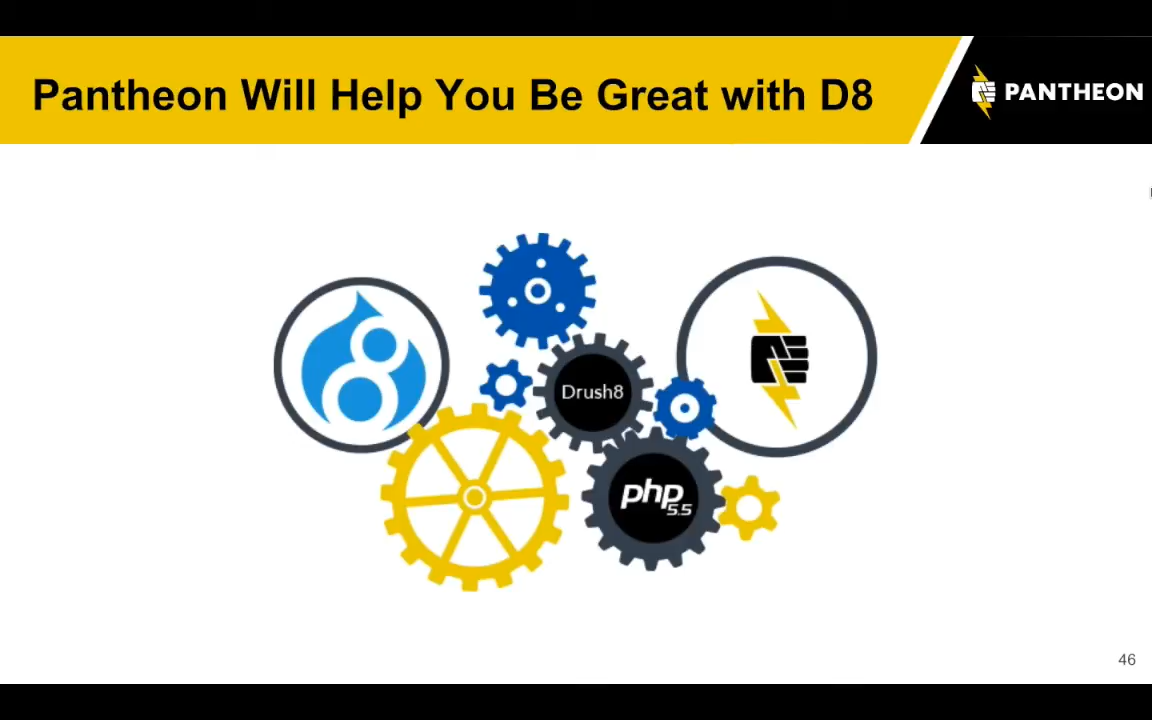 Pantheon Will Help You Be Great with D8
PANTHEON
Drush8
php
5.5
46